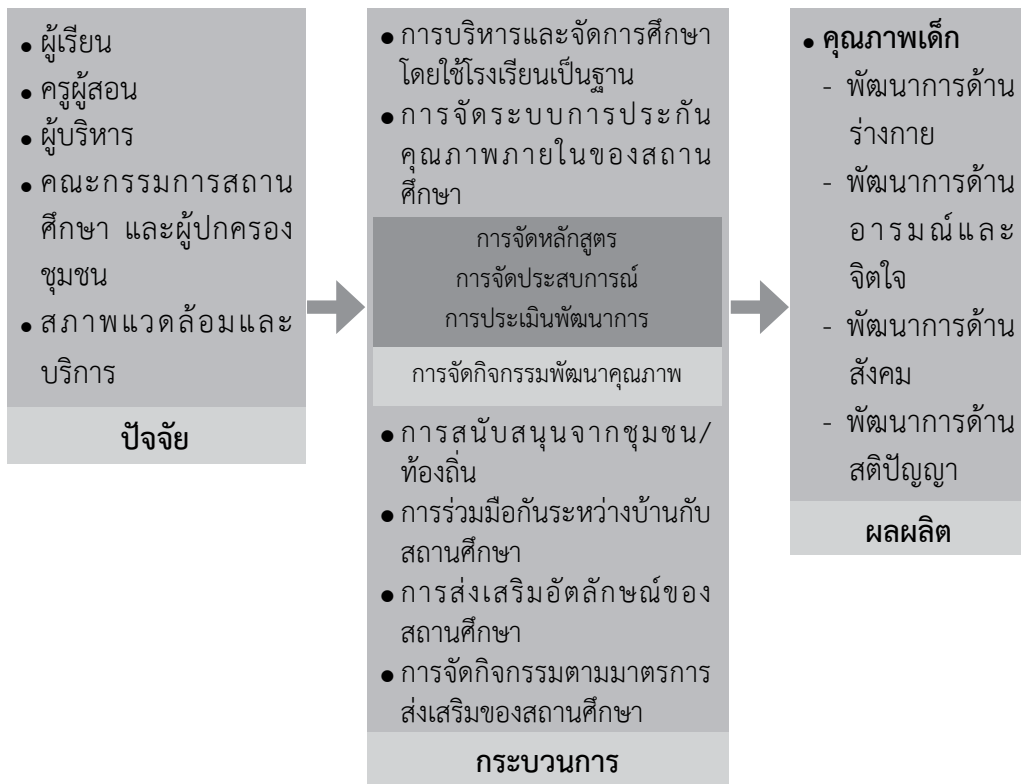 ● ผู้เรียน
● ครูผู้สอน
● ผู้บริหาร
● คณะกรรมการสถาน
ศึกษา และผู้ปกครอง
ชุมชน
● สภาพแวดล้อมและ
บริการ
ปัจจัย
● การบริหารและจัดการศึกษา
โดยใช้โรงเรียนเป็นฐาน
● การจัดระบบการประกัน
คุณภาพภายในของสถาน
ศึกษา
การจัดหลักสูตร
การจัดประสบการณ์
การประเมินพัฒนาการ
การจัดกิจกรรมพัฒนาคุณภาพ
● การสนับสนุนจากชุมชน/
ท้องถิ่น
● การร่วมมือกันระหว่างบ้านกับ
สถานศึกษา
● การส่งเสริมอัตลักษณ์ของ
สถานศึกษา
● การจัดกิจกรรมตามมาตรการ
ส่งเสริมของสถานศึกษา
กระบวนการ
● คุณภาพเด็ก
- พัฒนาการด้าน
ร่างกาย
- พัฒนาการด้าน
อารมณ์และ
จิตใจ
- พัฒนาการด้าน
สังคม
- พัฒนาการด้าน
สติปัญญา
ผลผลิต